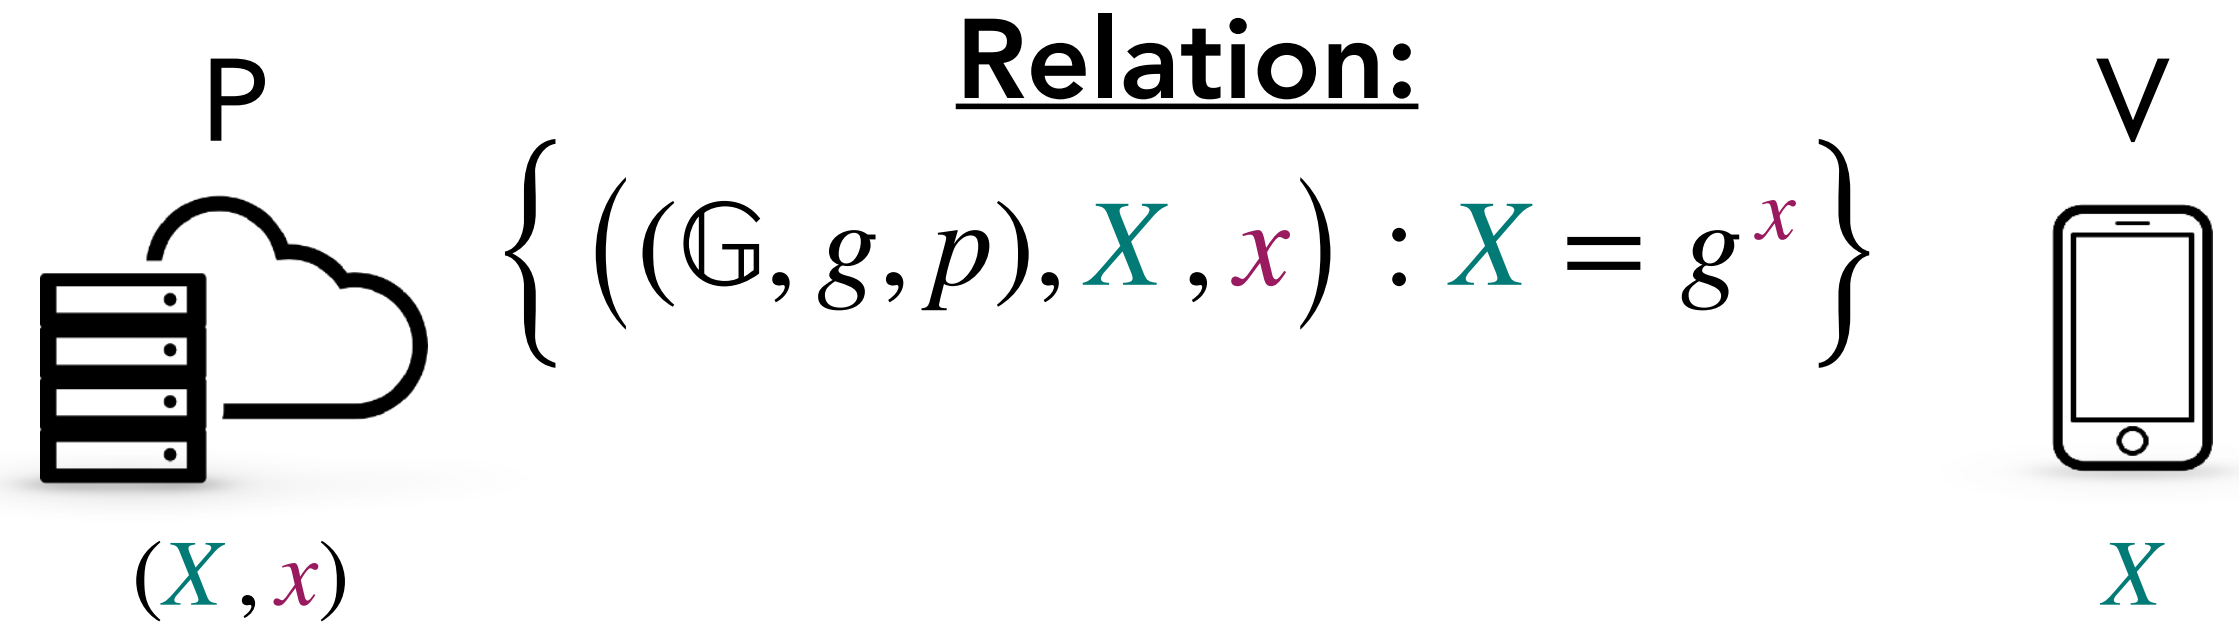 Relation:
P
V
{((𝔾, g, p), X, x) : X = g^x}
(X, x)
X